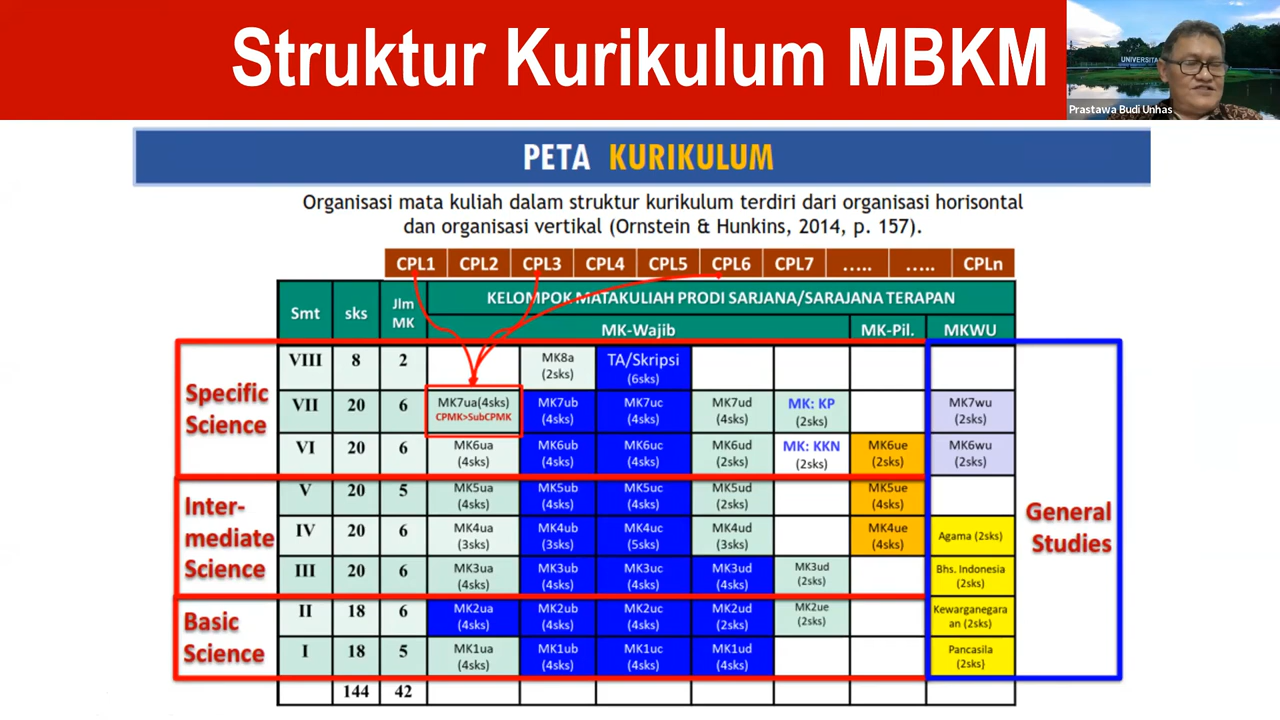 Struktur Kurikulum MBKM
UNIVERSITA
Prastawa Budi Unhas
PETA KURIKULUM
Organisasi mata kuliah dalam struktur kurikulum terdiri dari organisasi horisontal
dan organisasi vertikal (Ornstein & Hunkins, 2014, p. 157).
CPL1 CPL2 CPL3 CPL4 CPL5 CPL6 CPL7 ..... ..... CPLn
Smt sks Jlm MK KELOMPOK MATAKULIAH PRODI SARJANA/SARAJANA TERAPAN
MK-Wajib MK-Pil. MKWU
Specific
Science
VIII 8 2 MK8a (2sks) TA/Skripsi (6sks)
VII 20 6 MK7ua(4sks) CPMK>SubCPMK MK7ub (4sks) MK7uc (4sks) MK7ud (4sks) MK: KP (2sks) MK7wu (2sks)
VI 20 6 MK6ua (4sks) MK6ub (4sks) MK6uc (4sks) MK6ud (2sks) MK: KKN (2sks) MK6ue (2sks) MK6wu (2sks)
Inter-
mediate
Science
V 20 5 MK5ua (4sks) MK5ub (4sks) MK5uc (4sks) MK5ud (2sks) MK5ue (4sks)
IV 20 6 MK4ua (3sks) MK4ub (3sks) MK4uc (5sks) MK4ud (3sks) MK4ue (4sks) Agama (2sks)
III 20 6 MK3ua (4sks) MK3ub (4sks) MK3uc (4sks) MK3ud (4sks) MK3ud (2sks) Bhs. Indonesia (2sks)
Basic
Science
II 18 6 MK2ua (4sks) MK2ub (4sks) MK2uc (4sks) MK2ud (2sks) MK2ue (2sks) Kewarganegara an (2sks)
I 18 5 MK1ua (4sks) MK1ub (4sks) MK1uc (4sks) MK1ud (4sks) Pancasila (2sks)
144 42
General
Studies